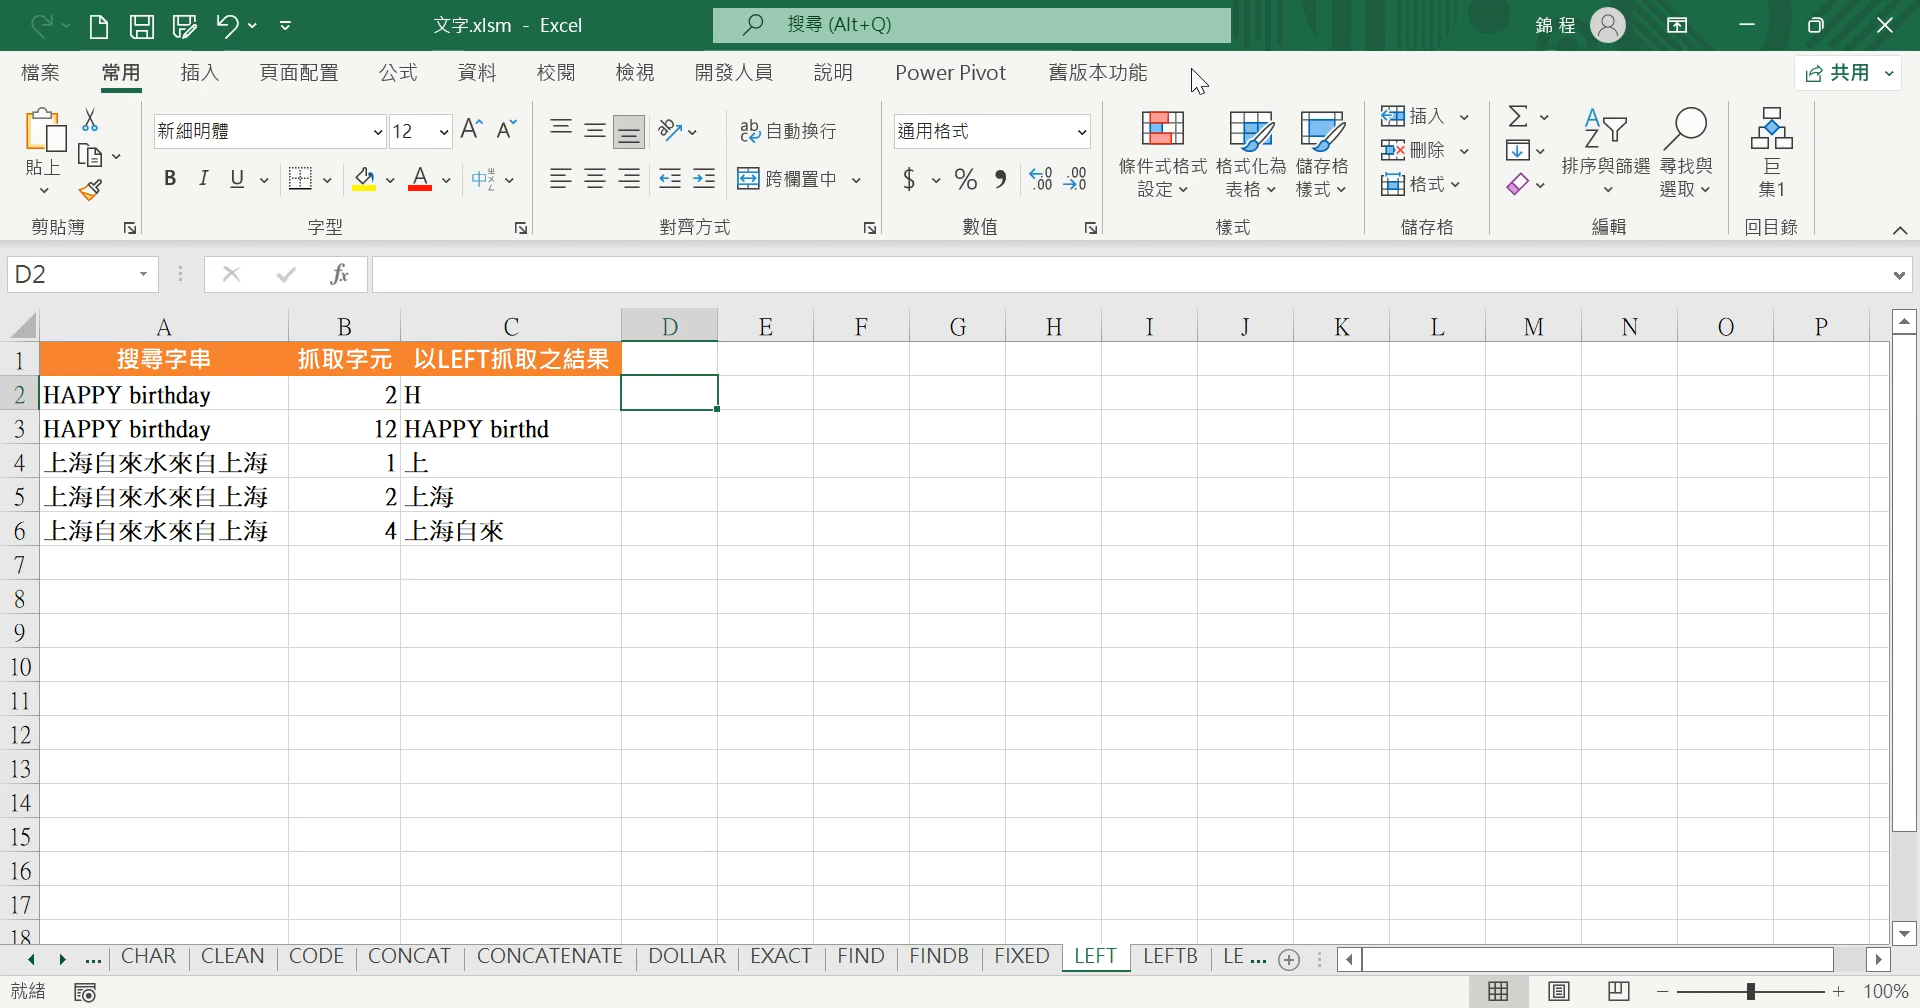 文字.xlsm - Excel
搜尋 (Alt+Q)
錦 程
檔案 常用 插入 頁面配置 公式 資料 校閱 檢視 開發人員 說明 Power Pivot 舊版本功能
共用
貼上
剪貼簿
新細明體 12
B I U
字型
自動換行
跨欄置中
對齊方式
通用格式
$ % ,
數值
條件式格式
設定
格式化為
表格
儲存格
樣式
樣式
插入
刪除
格式
儲存格
排序與篩選
尋找與
選取
編輯
巨
集1
回目錄
D2
fx
A B C D E F G H I J K L M N O P
1 搜尋字串 抓取字元 以LEFT抓取之結果
2 HAPPY birthday 2 H
3 HAPPY birthday 12 HAPPY birthd
4 上海自來水來自上海 1 上
5 上海自來水來自上海 2 上海
6 上海自來水來自上海 4 上海自來
7
8
9
10
11
12
13
14
15
16
17
18
... CHAR CLEAN CODE CONCAT CONCATENATE DOLLAR EXACT FIND FINDB FIXED LEFT LEFTB LE ...
就緒
100%